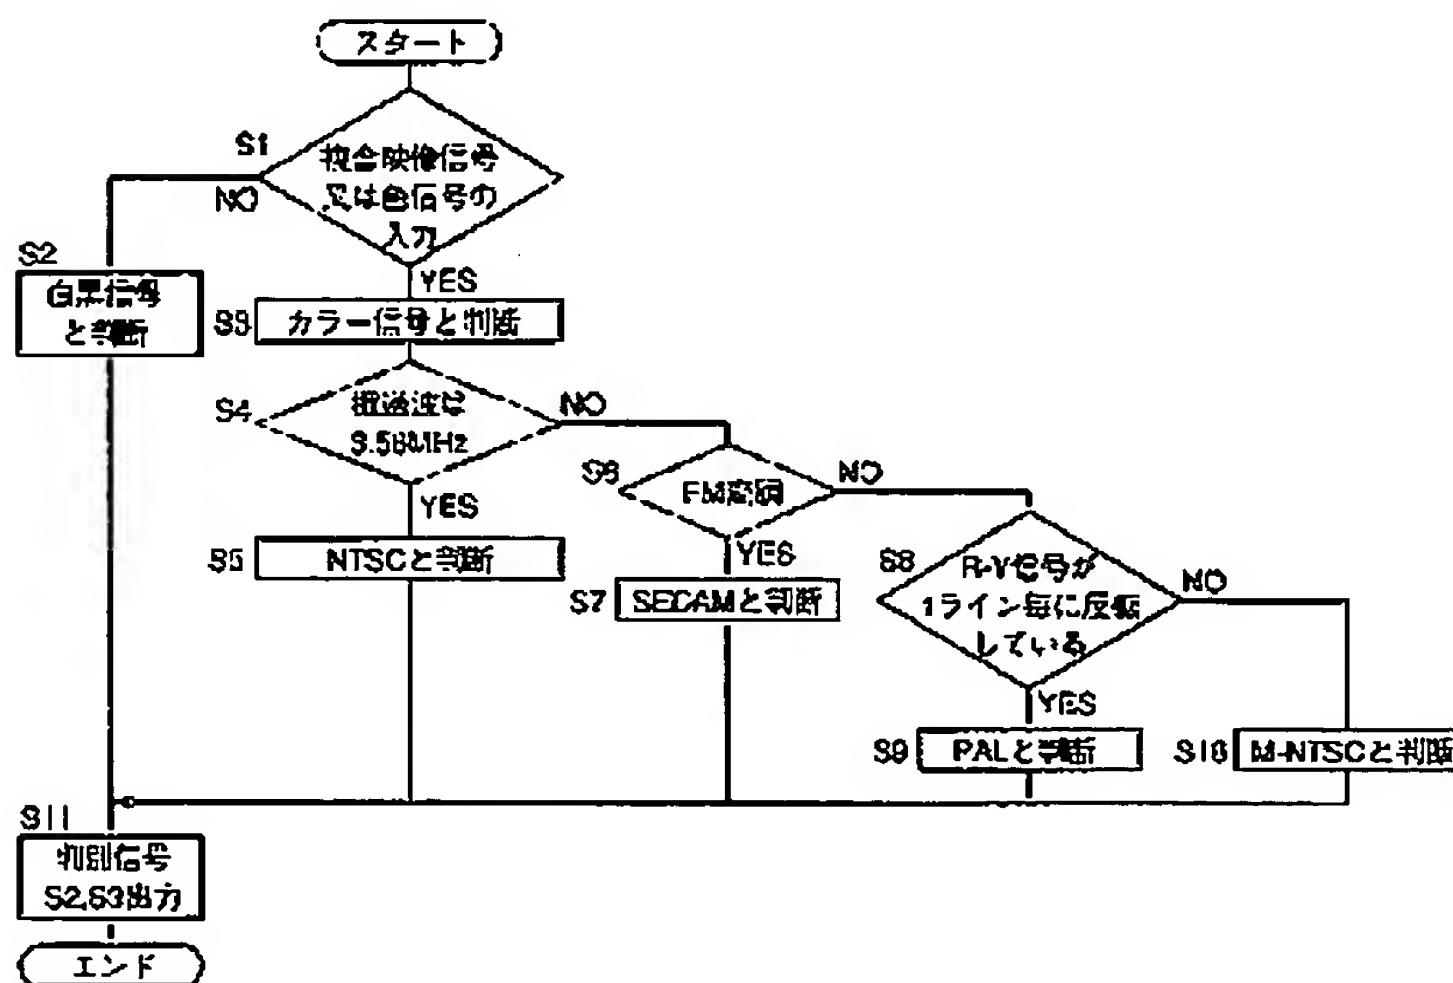 スタート
S1
複合映像信号
又は色信号の
入力
NO
YES
S2
白黒信号
と判断
S3
カラー信号と判断
S4
搬送波は
3.58MHz
NO
YES
S5
NTSCと判断
S6
FM変調
NO
YES
S7
SECAMと判断
S8
R-Y信号が
1ライン毎に反転
している
NO
YES
S9
PALと判断
S10
M-NTSCと判断
S11
判別信号
S2,S3出力
エンド